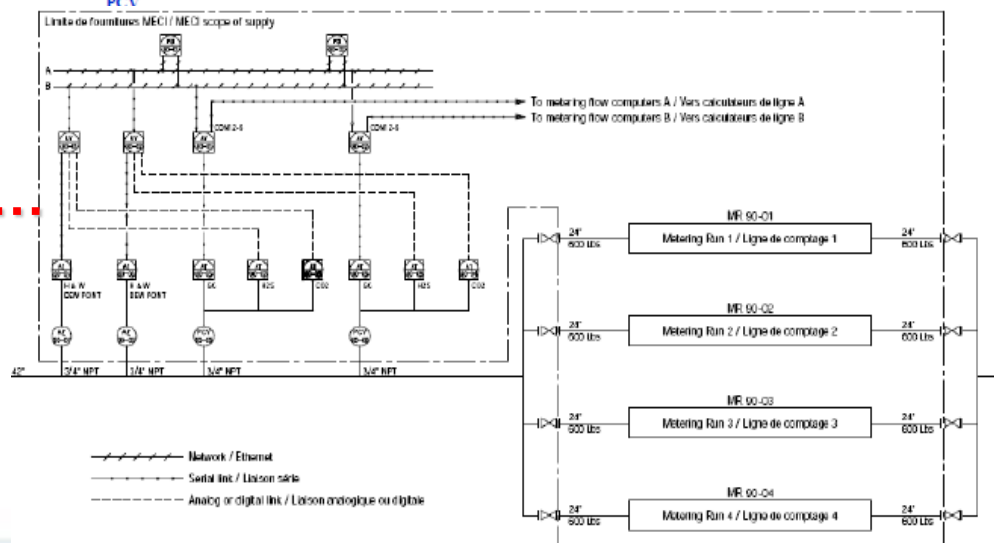 PCV
Limite de fournitures MECI / MECI scope of supply
A
B
COM 2-6
COM 2-6
To metering flow computers A / Vers calculateurs de ligne A
To metering flow computers B / Vers calculateurs de ligne B
H & W
DEW POINT
H & W
DEW POINT
GC
H2S
CO2
GC
H2S
CO2
PCV
PCV
42"
3/4" NPT
3/4" NPT
3/4" NPT
3/4" NPT
MR 90-01
24"
600 Lbs
Metering Run 1 / Ligne de comptage 1
24"
600 Lbs
MR 90-02
24"
600 Lbs
Metering Run 2 / Ligne de comptage 2
24"
600 Lbs
MR 90-03
24"
600 Lbs
Metering Run 3 / Ligne de comptage 3
24"
600 Lbs
MR 90-04
24"
600 Lbs
Metering Run 4 / Ligne de comptage 4
24"
600 Lbs
Network / Ethernet
Serial link / Liaison série
Analog or digital link / Liaison analogique ou digitale